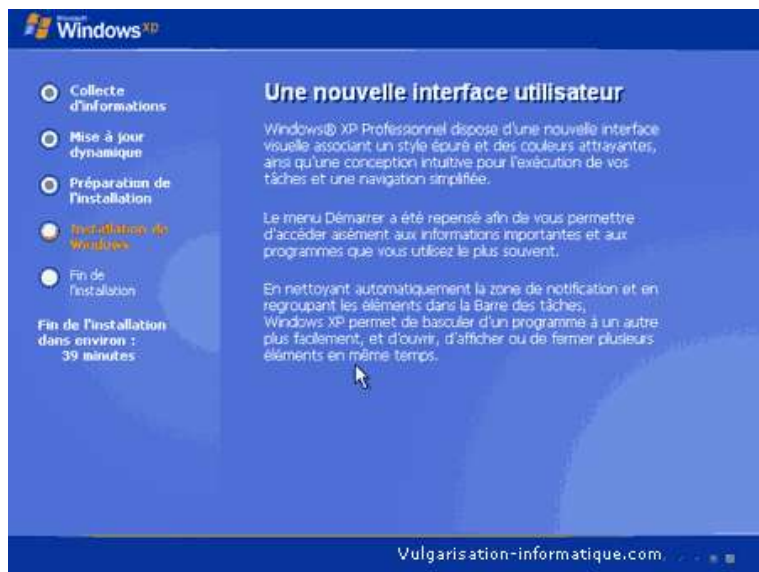 Microsoft
Windows xp
Collecte
d'informations
Mise à jour
dynamique
Préparation de
l'installation
Installation de
Windows
Fin de
l'installation
Fin de l'installation
dans environ :
39 minutes
Une nouvelle interface utilisateur
Windows® XP Professionnel dispose d'une nouvelle interface
visuelle associant un style épuré et des couleurs attrayantes,
ainsi qu'une conception intuitive pour l'exécution de vos
tâches et une navigation simplifiée.
Le menu Démarrer a été repensé afin de vous permettre
d'accéder aisément aux informations importantes et aux
programmes que vous utilisez le plus souvent.
En nettoyant automatiquement la zone de notification et en
regroupant les éléments dans la Barre des tâches,
Windows XP permet de basculer d'un programme à un autre
plus facilement, et d'ouvrir, d'afficher ou de fermer plusieurs
éléments en même temps.
Vulgarisation-informatique.com